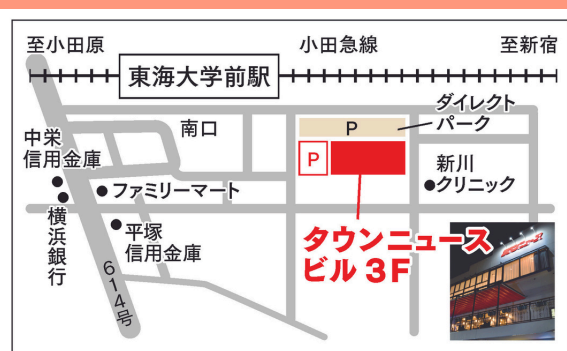 至小田原
小田急線
至新宿
東海大学前駅
ダイレクト
パーク
南口
P
P
中栄
信用金庫
新川
クリニック
ファミリーマート
横浜銀行
平塚
信用金庫
タウンニュース
ビル3F
614号